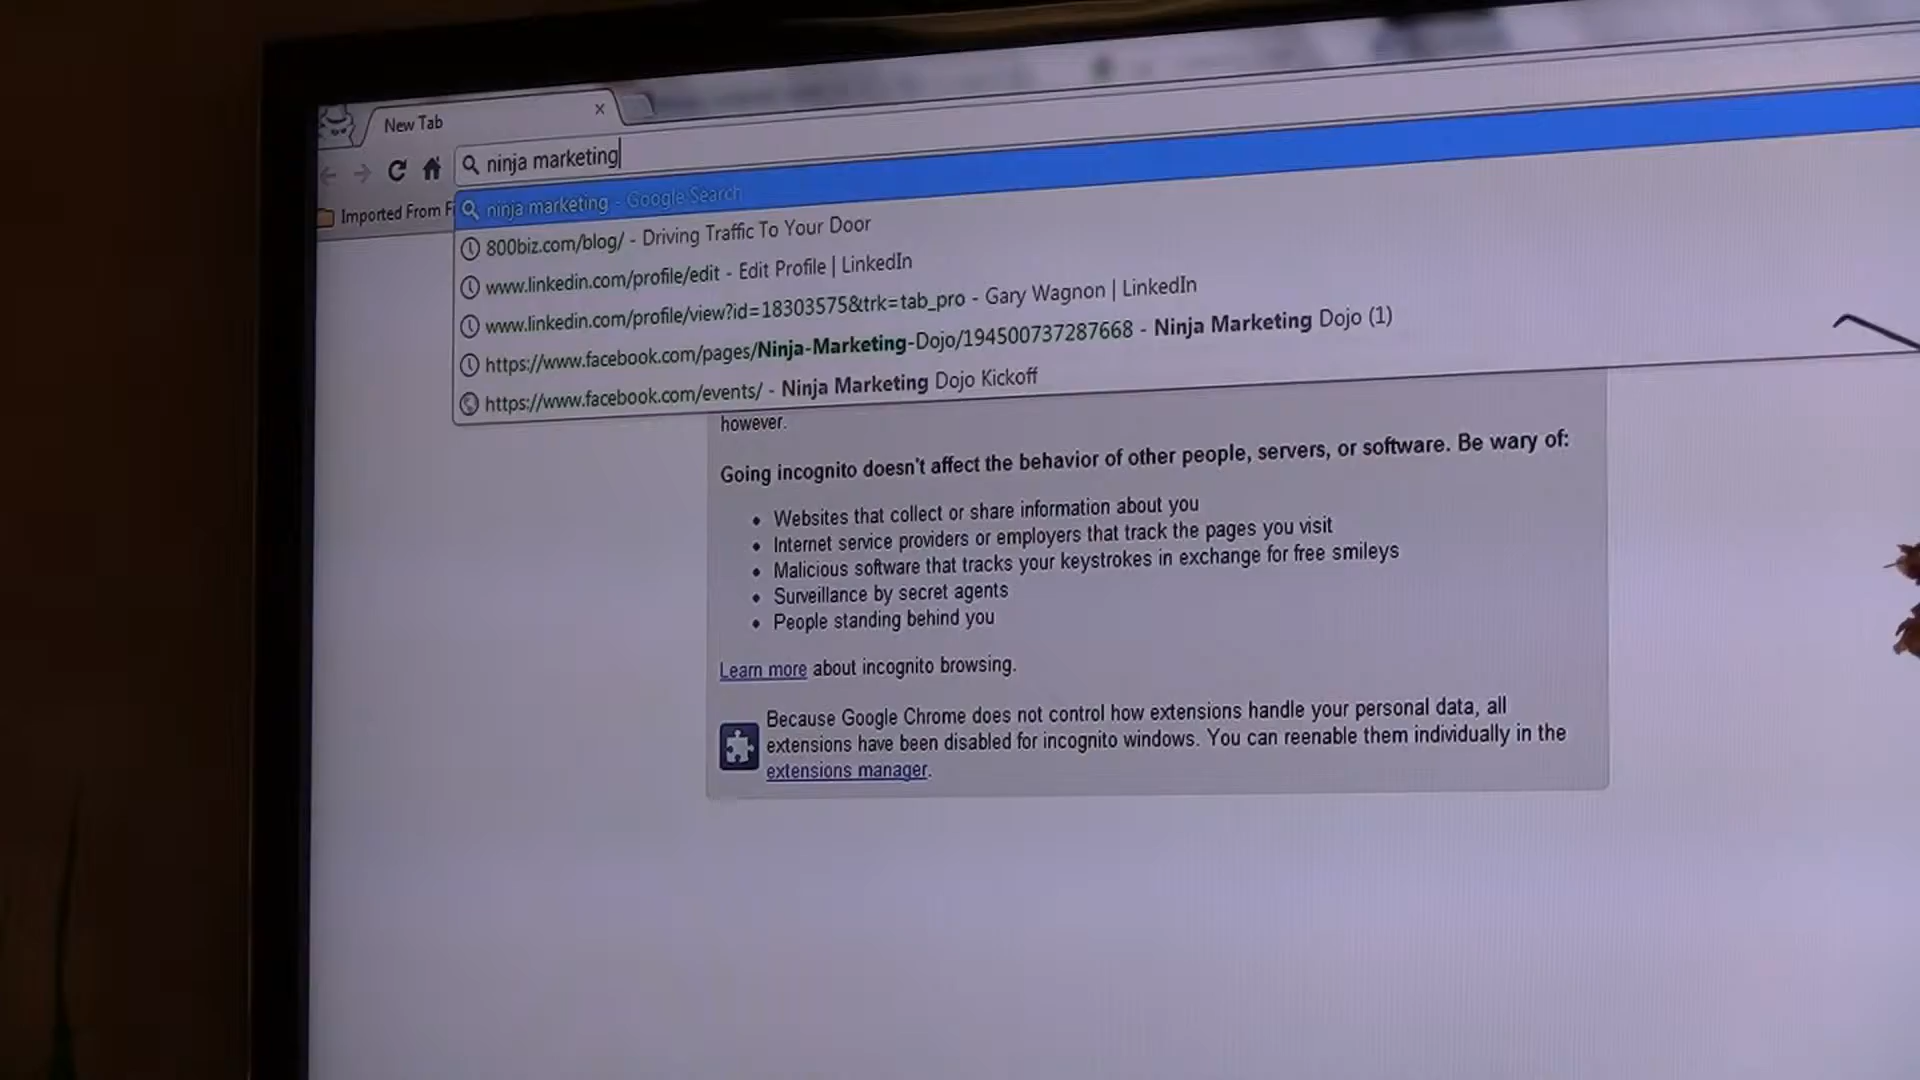 New Tab
ninja marketing
Imported From F
ninja marketing - Google Search
800biz.com/blog/ - Driving Traffic To Your Door
www.linkedin.com/profile/edit - Edit Profile | LinkedIn
www.linkedin.com/profile/view?id=18303575&trk=tab_pro - Gary Wagnon | LinkedIn
https://www.facebook.com/pages/Ninja-Marketing-Dojo/194500737287668 - Ninja Marketing Dojo (1)
https://www.facebook.com/events/ - Ninja Marketing Dojo Kickoff
however.
Going incognito doesn't affect the behavior of other people, servers, or software. Be wary of:
Websites that collect or share information about you
Internet service providers or employers that track the pages you visit
Malicious software that tracks your keystrokes in exchange for free smileys
Surveillance by secret agents
People standing behind you
Learn more about incognito browsing.
Because Google Chrome does not control how extensions handle your personal data, all
extensions have been disabled for incognito windows. You can reenable them individually in the
extensions manager.